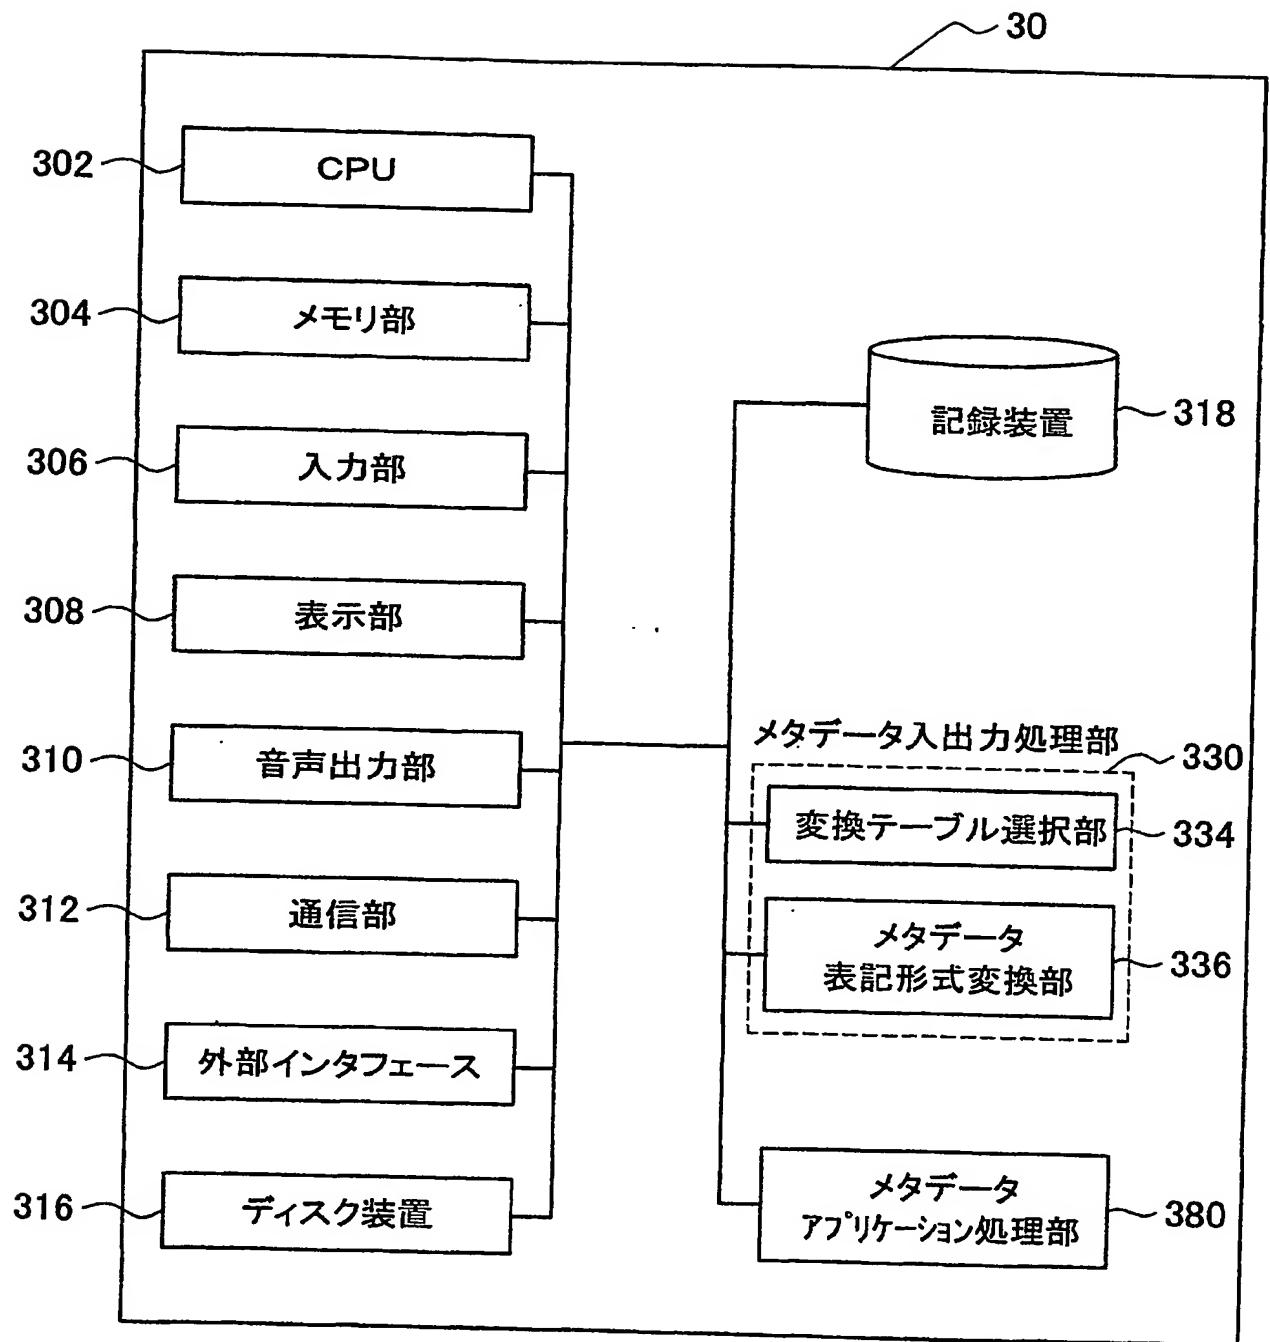 30
302
CPU
304
メモリ部
306
入力部
308
表示部
310
音声出力部
312
通信部
314
外部インタフェース
316
ディスク装置
記録装置
318
メタデータ入出力処理部
330
変換テーブル選択部
334
メタデータ
表記形式変換部
336
メタデータ
アプリケーション処理部
380